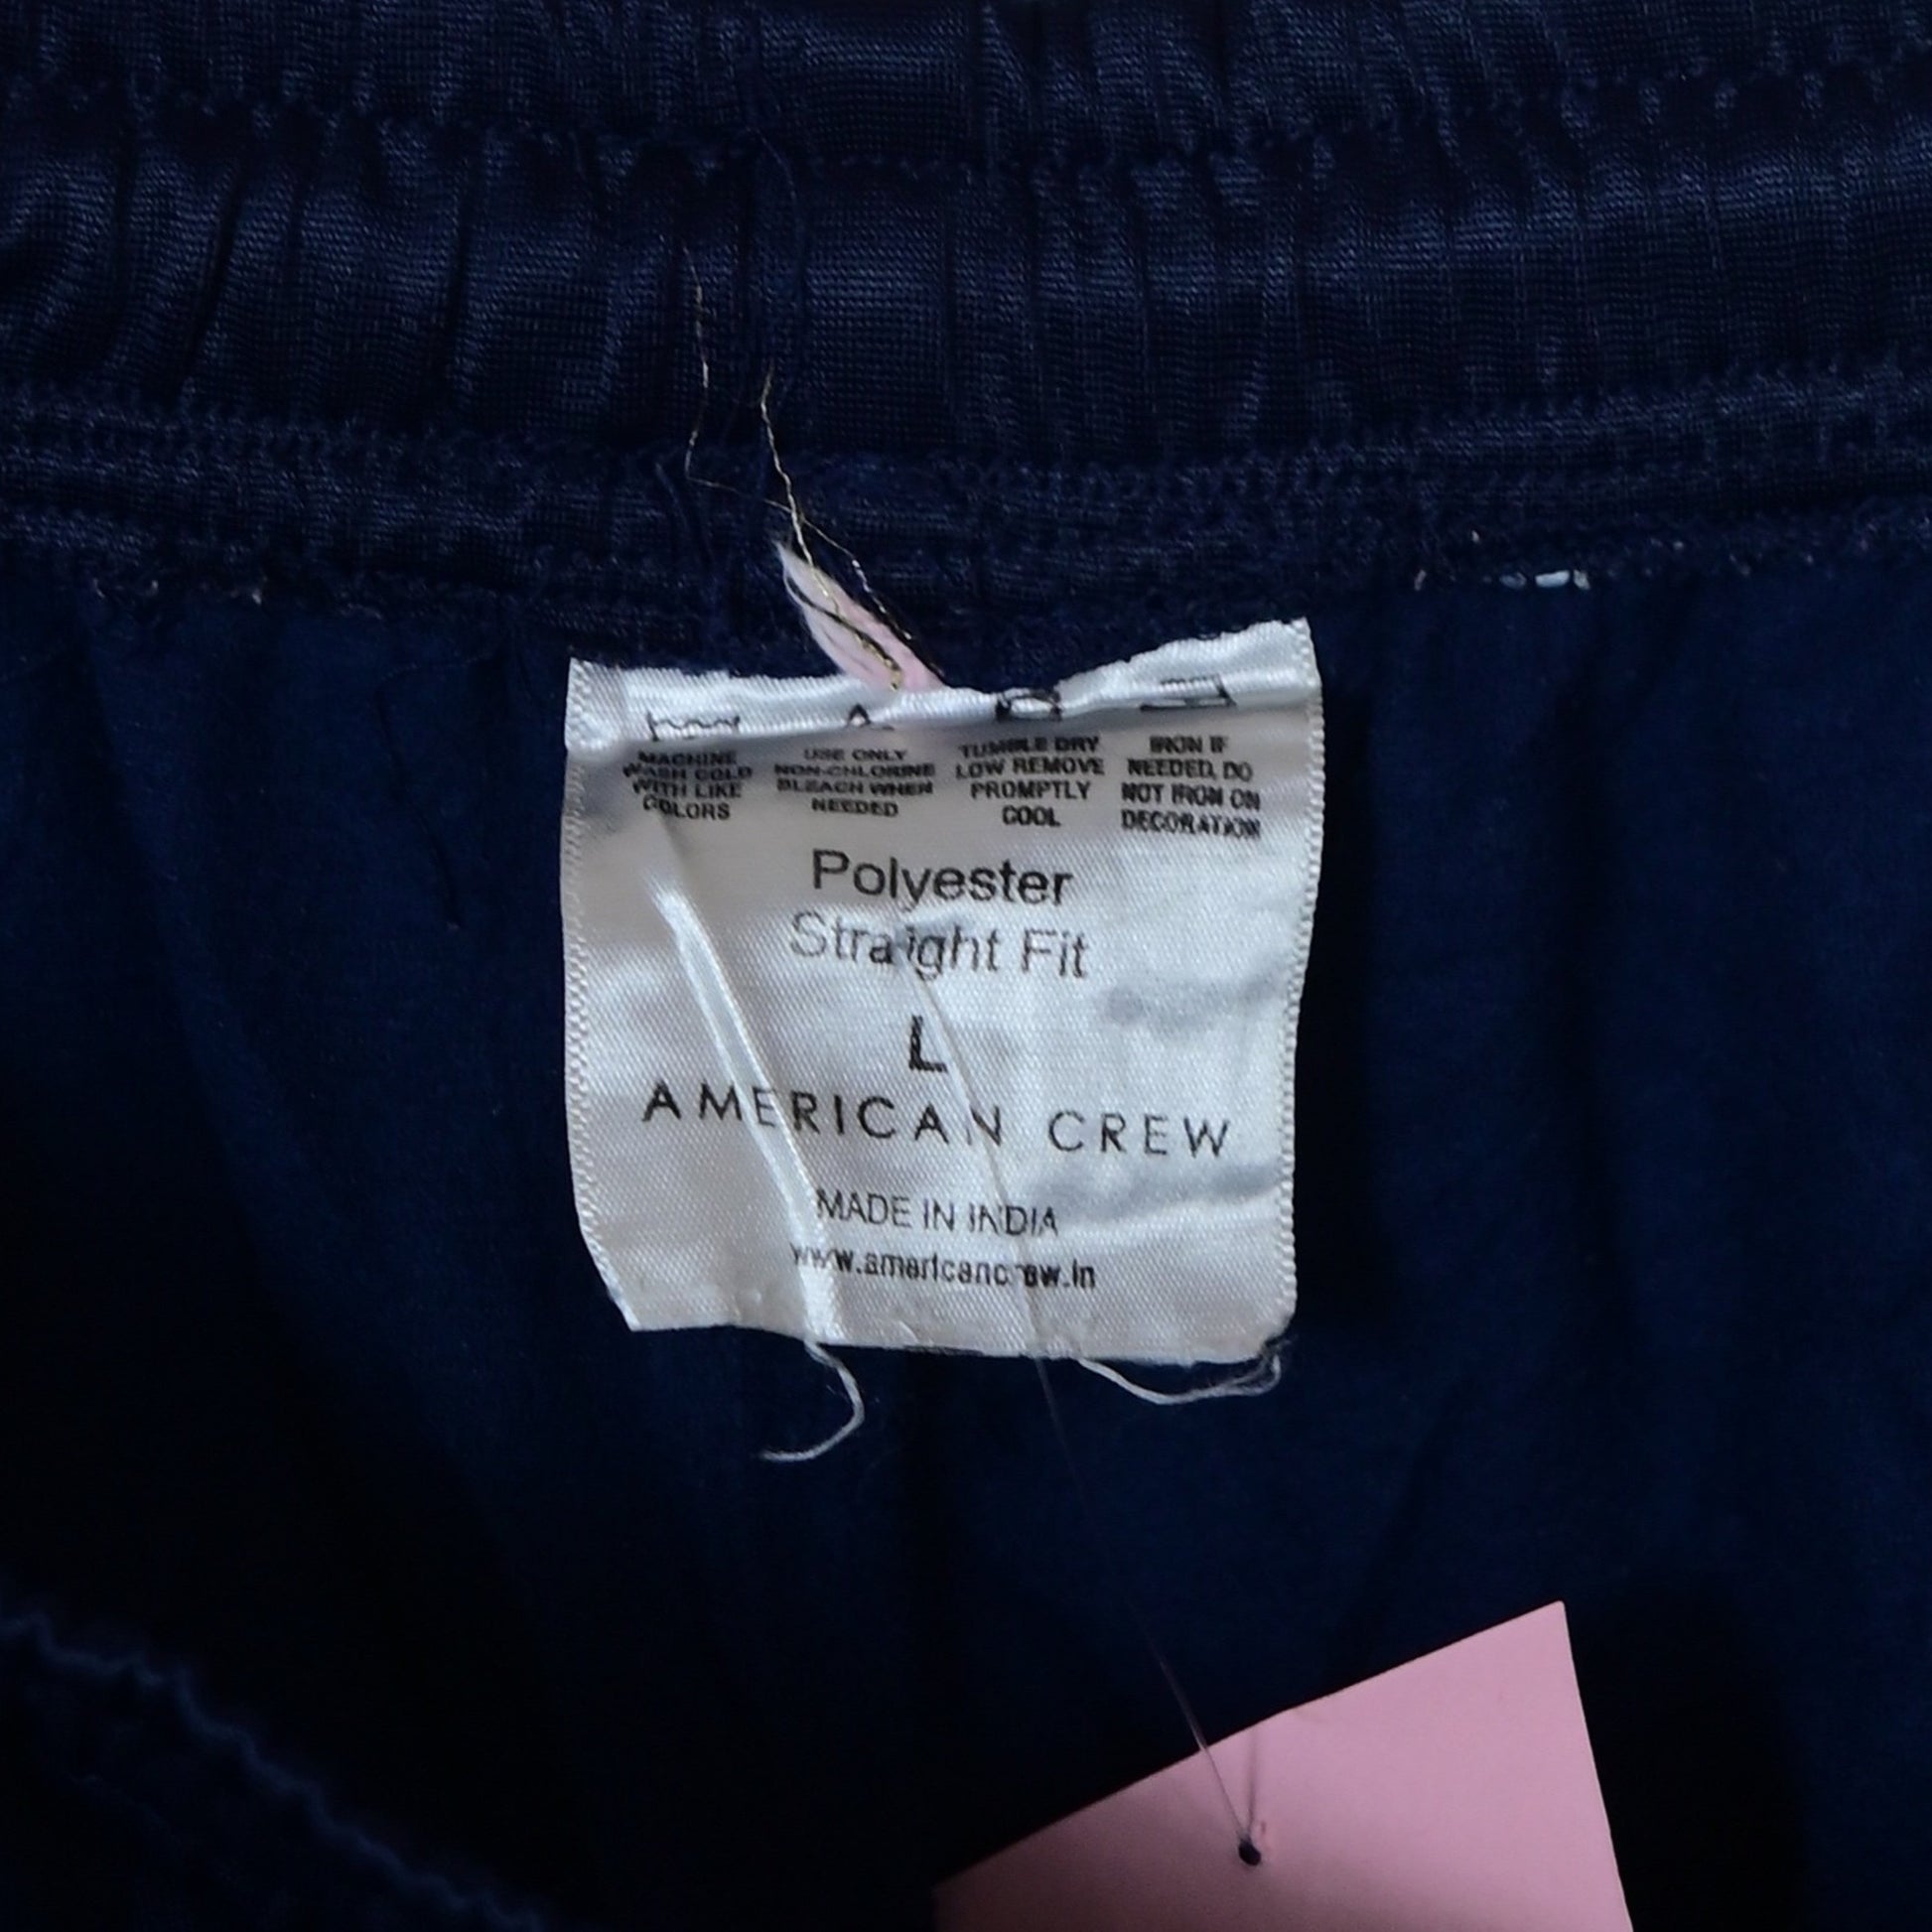 MACHINE
WASH COLD
WITH LIKE
COLORS
USE ONLY
NON-CHLORINE
BLEACH WHEN
NEEDED
TUMBLE DRY
LOW REMOVE
PROMPTLY
COOL
IRON IF
NEEDED, DO
NOT IRON ON
DECORATION
Polyester
Straight Fit
L
AMERICAN CREW
MADE IN INDIA
www.americancrew.in